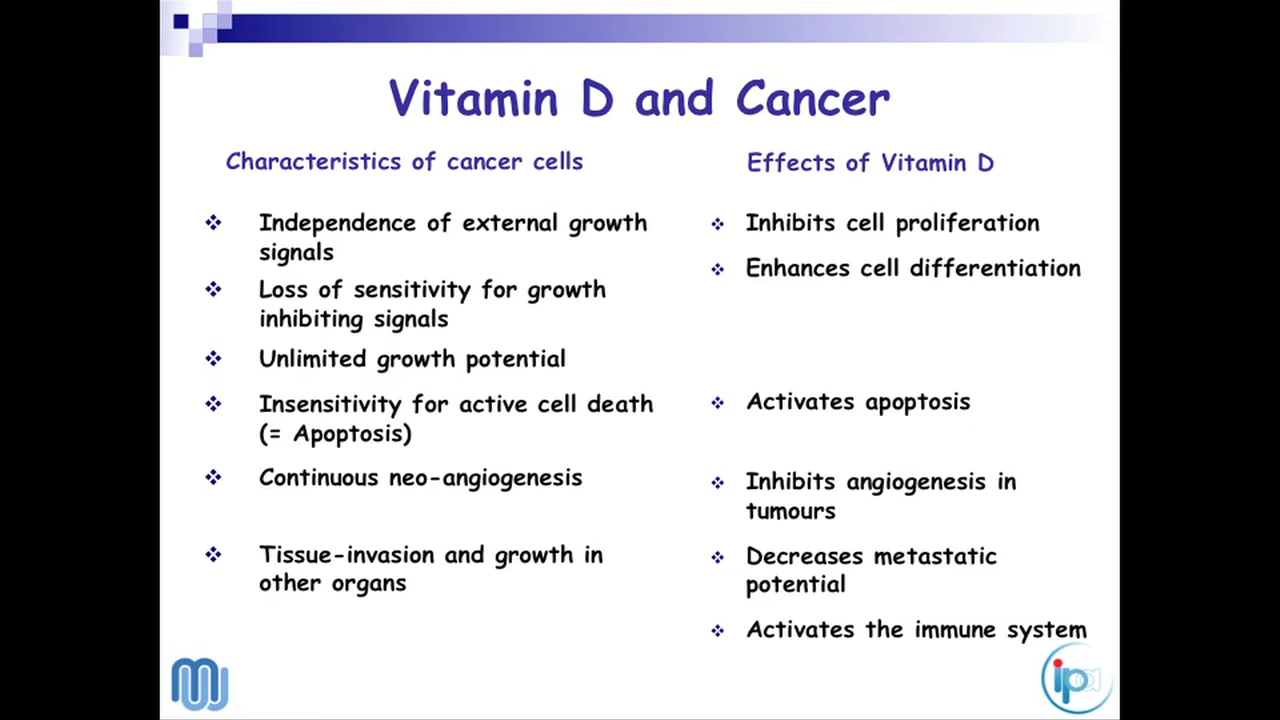 Vitamin D and Cancer
Characteristics of cancer cells
Independence of external growth
signals
Loss of sensitivity for growth
inhibiting signals
Unlimited growth potential
Insensitivity for active cell death
(= Apoptosis)
Continuous neo-angiogenesis
Tissue-invasion and growth in
other organs
Effects of Vitamin D
Inhibits cell proliferation
Enhances cell differentiation
Activates apoptosis
Inhibits angiogenesis in
tumours
Decreases metastatic
potential
Activates the immune system